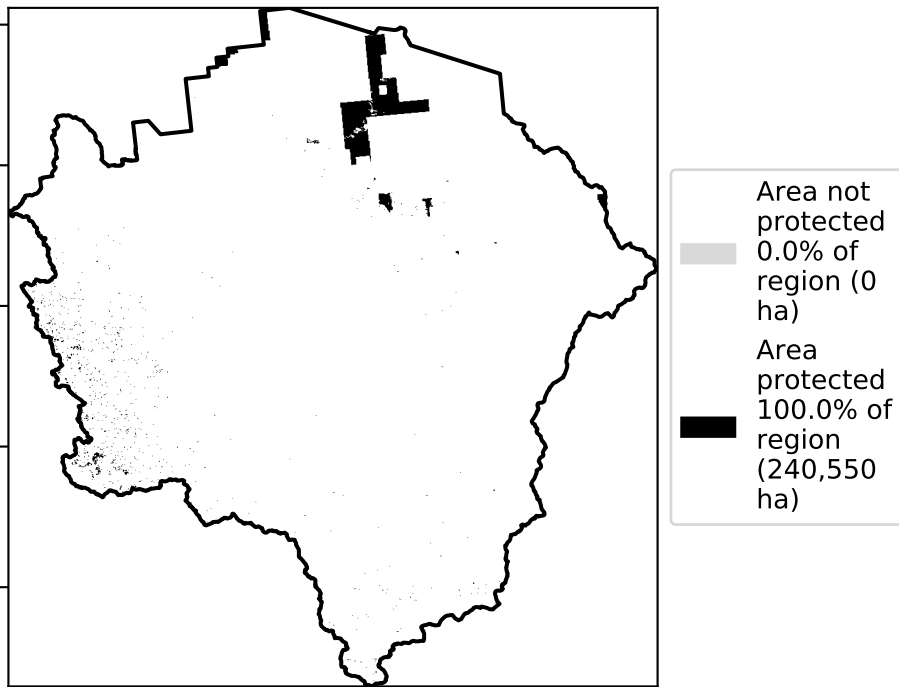 Area not
protected
0.0% of
region (0
ha)
Area
protected
100.0% of
region
(240,550
ha)